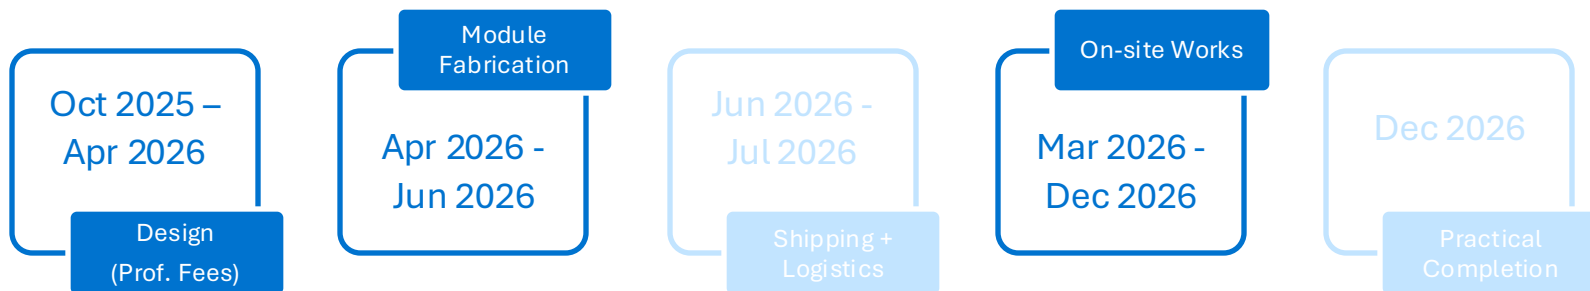 Oct 2025 –
Apr 2026
Design
(Prof. Fees)
Module
Fabrication
Apr 2026 -
Jun 2026
Jun 2026 -
Jul 2026
Shipping +
Logistics
On-site Works
Mar 2026 -
Dec 2026
Dec 2026
Practical
Completion